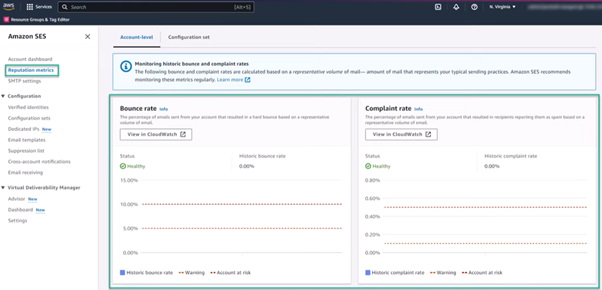 aws
Services
Search
[Alt+S]
N. Virginia
Resource Groups & Tag Editor
Amazon SES
Account dashboard
Reputation metrics
SMTP settings
Configuration
Verified identities
Configuration sets
Dedicated IPs New
Email templates
Suppression list
Cross-account notifications
Email receiving
Virtual Deliverability Manager
Advisor New
Dashboard New
Settings
Account-level
Configuration set
Monitoring historic bounce and complaint rates
The following bounce and complaint rates are calculated based on a representative volume of mail— amount of mail that represents your typical sending practices. Amazon SES recommends
monitoring these metrics regularly. Learn more
Bounce rate Info
The percentage of emails sent from your account that resulted in a hard bounce based on a representative
volume of email.
View in CloudWatch
Status
Healthy
Historic bounce rate
0.00%
15.00%
10.00%
5.00%
0.00%
Historic bounce rate
Warning
Account at risk
Complaint rate Info
The percentage of emails sent from your account that resulted in recipients reporting them as spam based on a
representative volume of email.
View in CloudWatch
Status
Healthy
Historic complaint rate
0.00%
0.80%
0.60%
0.40%
0.20%
0.00%
Historic complaint rate
Warning
Account at risk